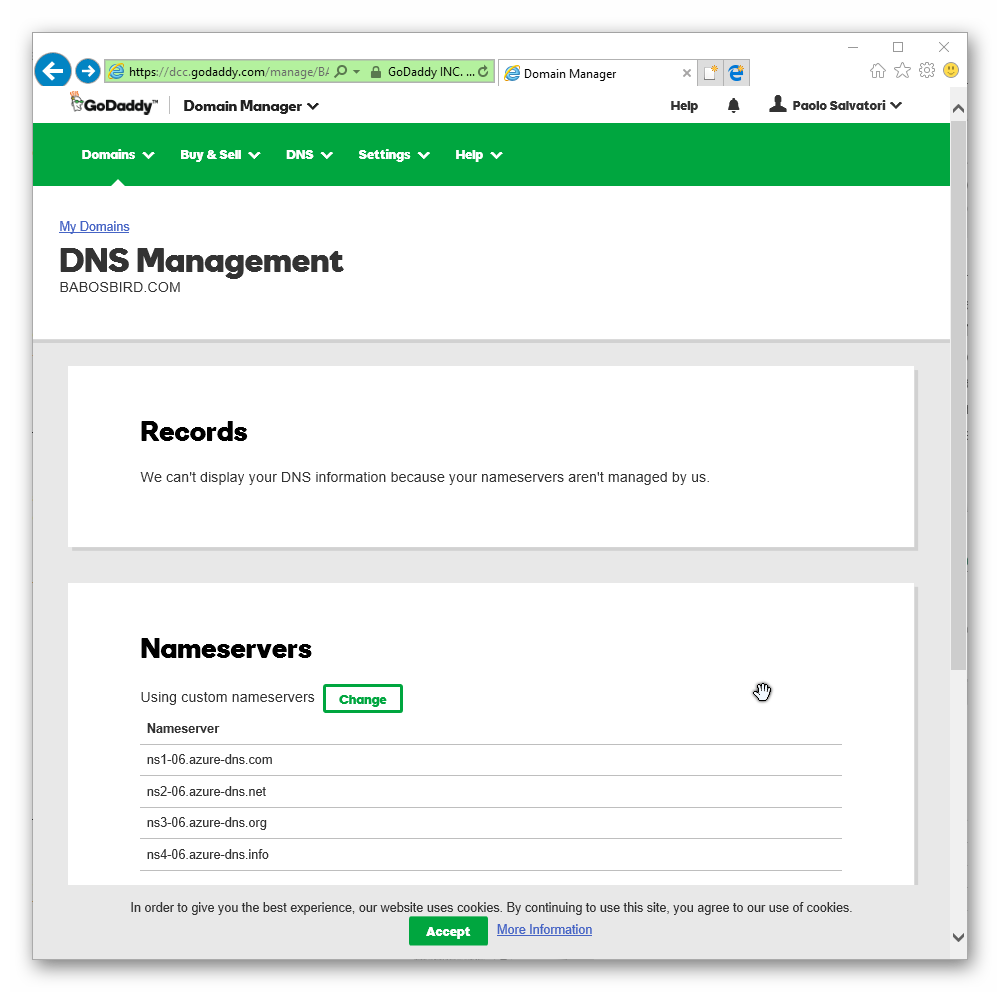 https://dcc.godaddy.com/manage/BA
GoDaddy INC. ...
Domain Manager
GoDaddy™
Domain Manager
Help
Paolo Salvatori
Domains
Buy & Sell
DNS
Settings
Help
My Domains
DNS Management
BABOSBIRD.COM
Records
We can't display your DNS information because your nameservers aren't managed by us.
Nameservers
Using custom nameservers
Change
Nameserver
ns1-06.azure-dns.com
ns2-06.azure-dns.net
ns3-06.azure-dns.org
ns4-06.azure-dns.info
In order to give you the best experience, our website uses cookies. By continuing to use this site, you agree to our use of cookies.
Accept
More Information